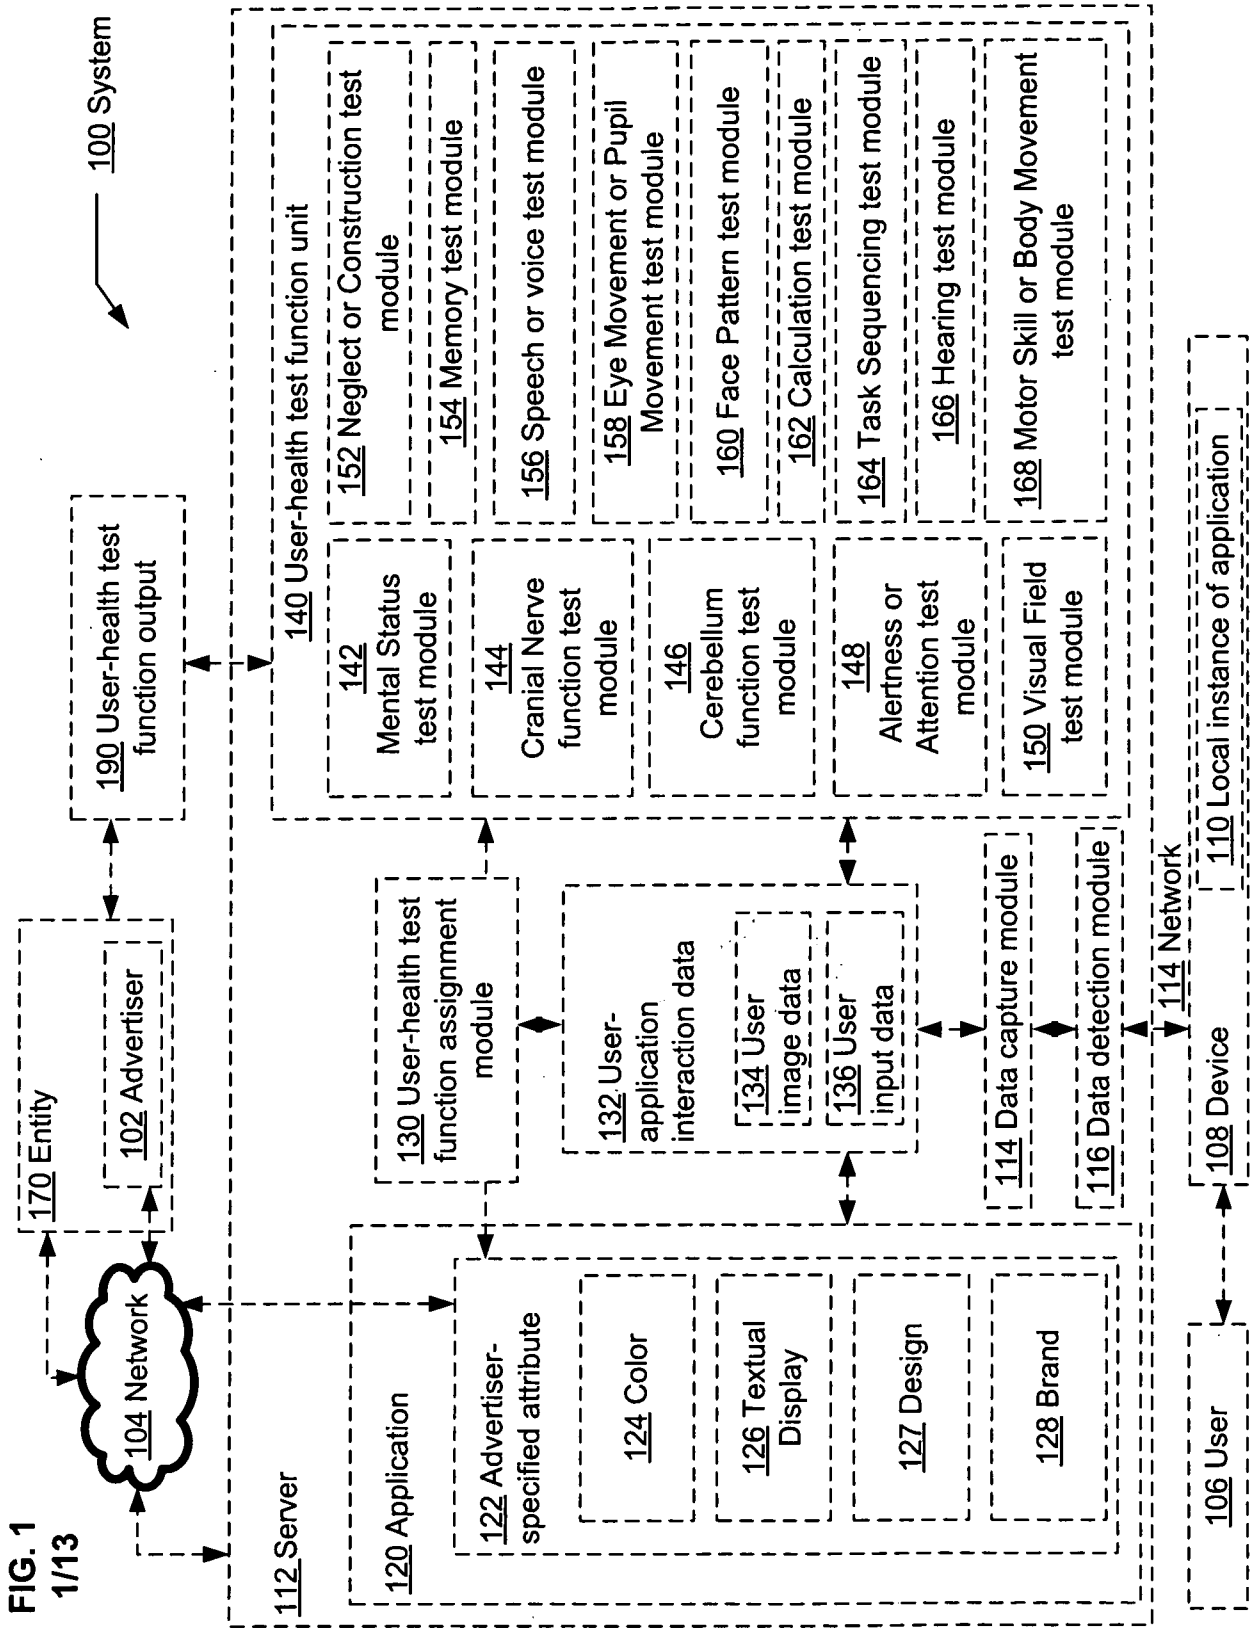 FIG. 1
1/13
100 System
104 Network
170 Entity
102 Advertiser
190 User-health test
function output
112 Server
120 Application
122 Advertiser-
specified attribute
124 Color
126 Textual
Display
127 Design
128 Brand
130 User-health test
function assignment
module
132 User-
application
interaction data
134 User
image data
136 User
input data
114 Data capture module
116 Data detection module
140 User-health test function unit
142
Mental Status
test module
144
Cranial Nerve
function test
module
146
Cerebellum
function test
module
148
Alertness or
Attention test
module
150 Visual Field
test module
152 Neglect or Construction test
module
154 Memory test module
156 Speech or voice test module
158 Eye Movement or Pupil
Movement test module
160 Face Pattern test module
162 Calculation test module
164 Task Sequencing test module
166 Hearing test module
168 Motor Skill or Body Movement
test module
114 Network
106 User
108 Device
110 Local instance of application